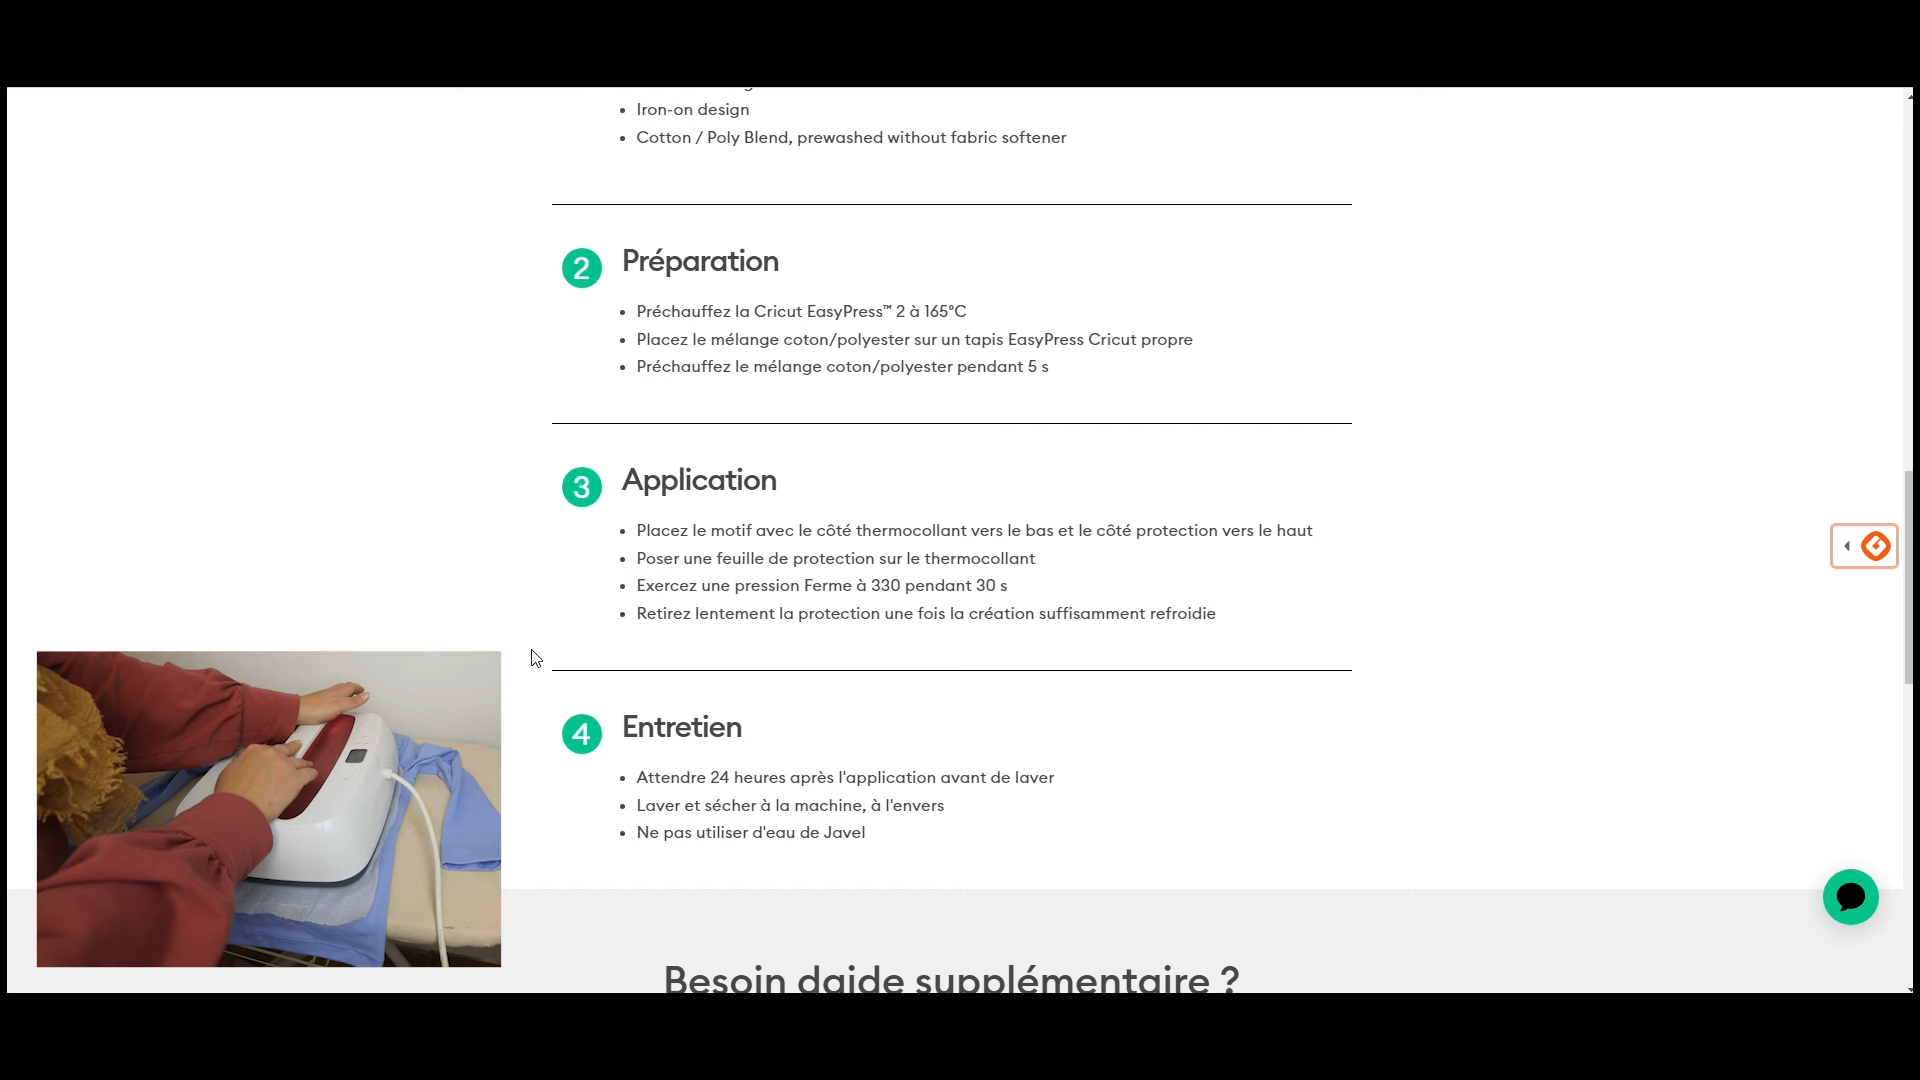 Iron-on design
Cotton / Poly Blend, prewashed without fabric softener
2 Préparation
Préchauffez la Cricut EasyPress™ 2 à 165°C
Placez le mélange coton/polyester sur un tapis EasyPress Cricut propre
Préchauffez le mélange coton/polyester pendant 5 s
3 Application
Placez le motif avec le côté thermocollant vers le bas et le côté protection vers le haut
Poser une feuille de protection sur le thermocollant
Exercez une pression Ferme à 330 pendant 30 s
Retirez lentement la protection une fois la création suffisamment refroidie
4 Entretien
Attendre 24 heures après l'application avant de laver
Laver et sécher à la machine, à l'envers
Ne pas utiliser d'eau de Javel
Besoin daide supplémentaire ?